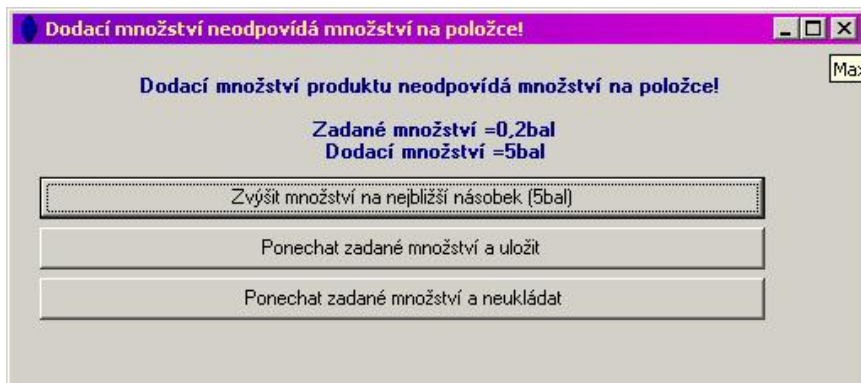 Dodací množství neodpovídá množství na položce!
Max
Dodací množství produktu neodpovídá množství na položce!
Zadané množství =0,2bal
Dodací množství =5bal
Zvýšit množství na nejbližší násobek (5bal)
Ponechat zadané množství a uložit
Ponechat zadané množství a neukládat